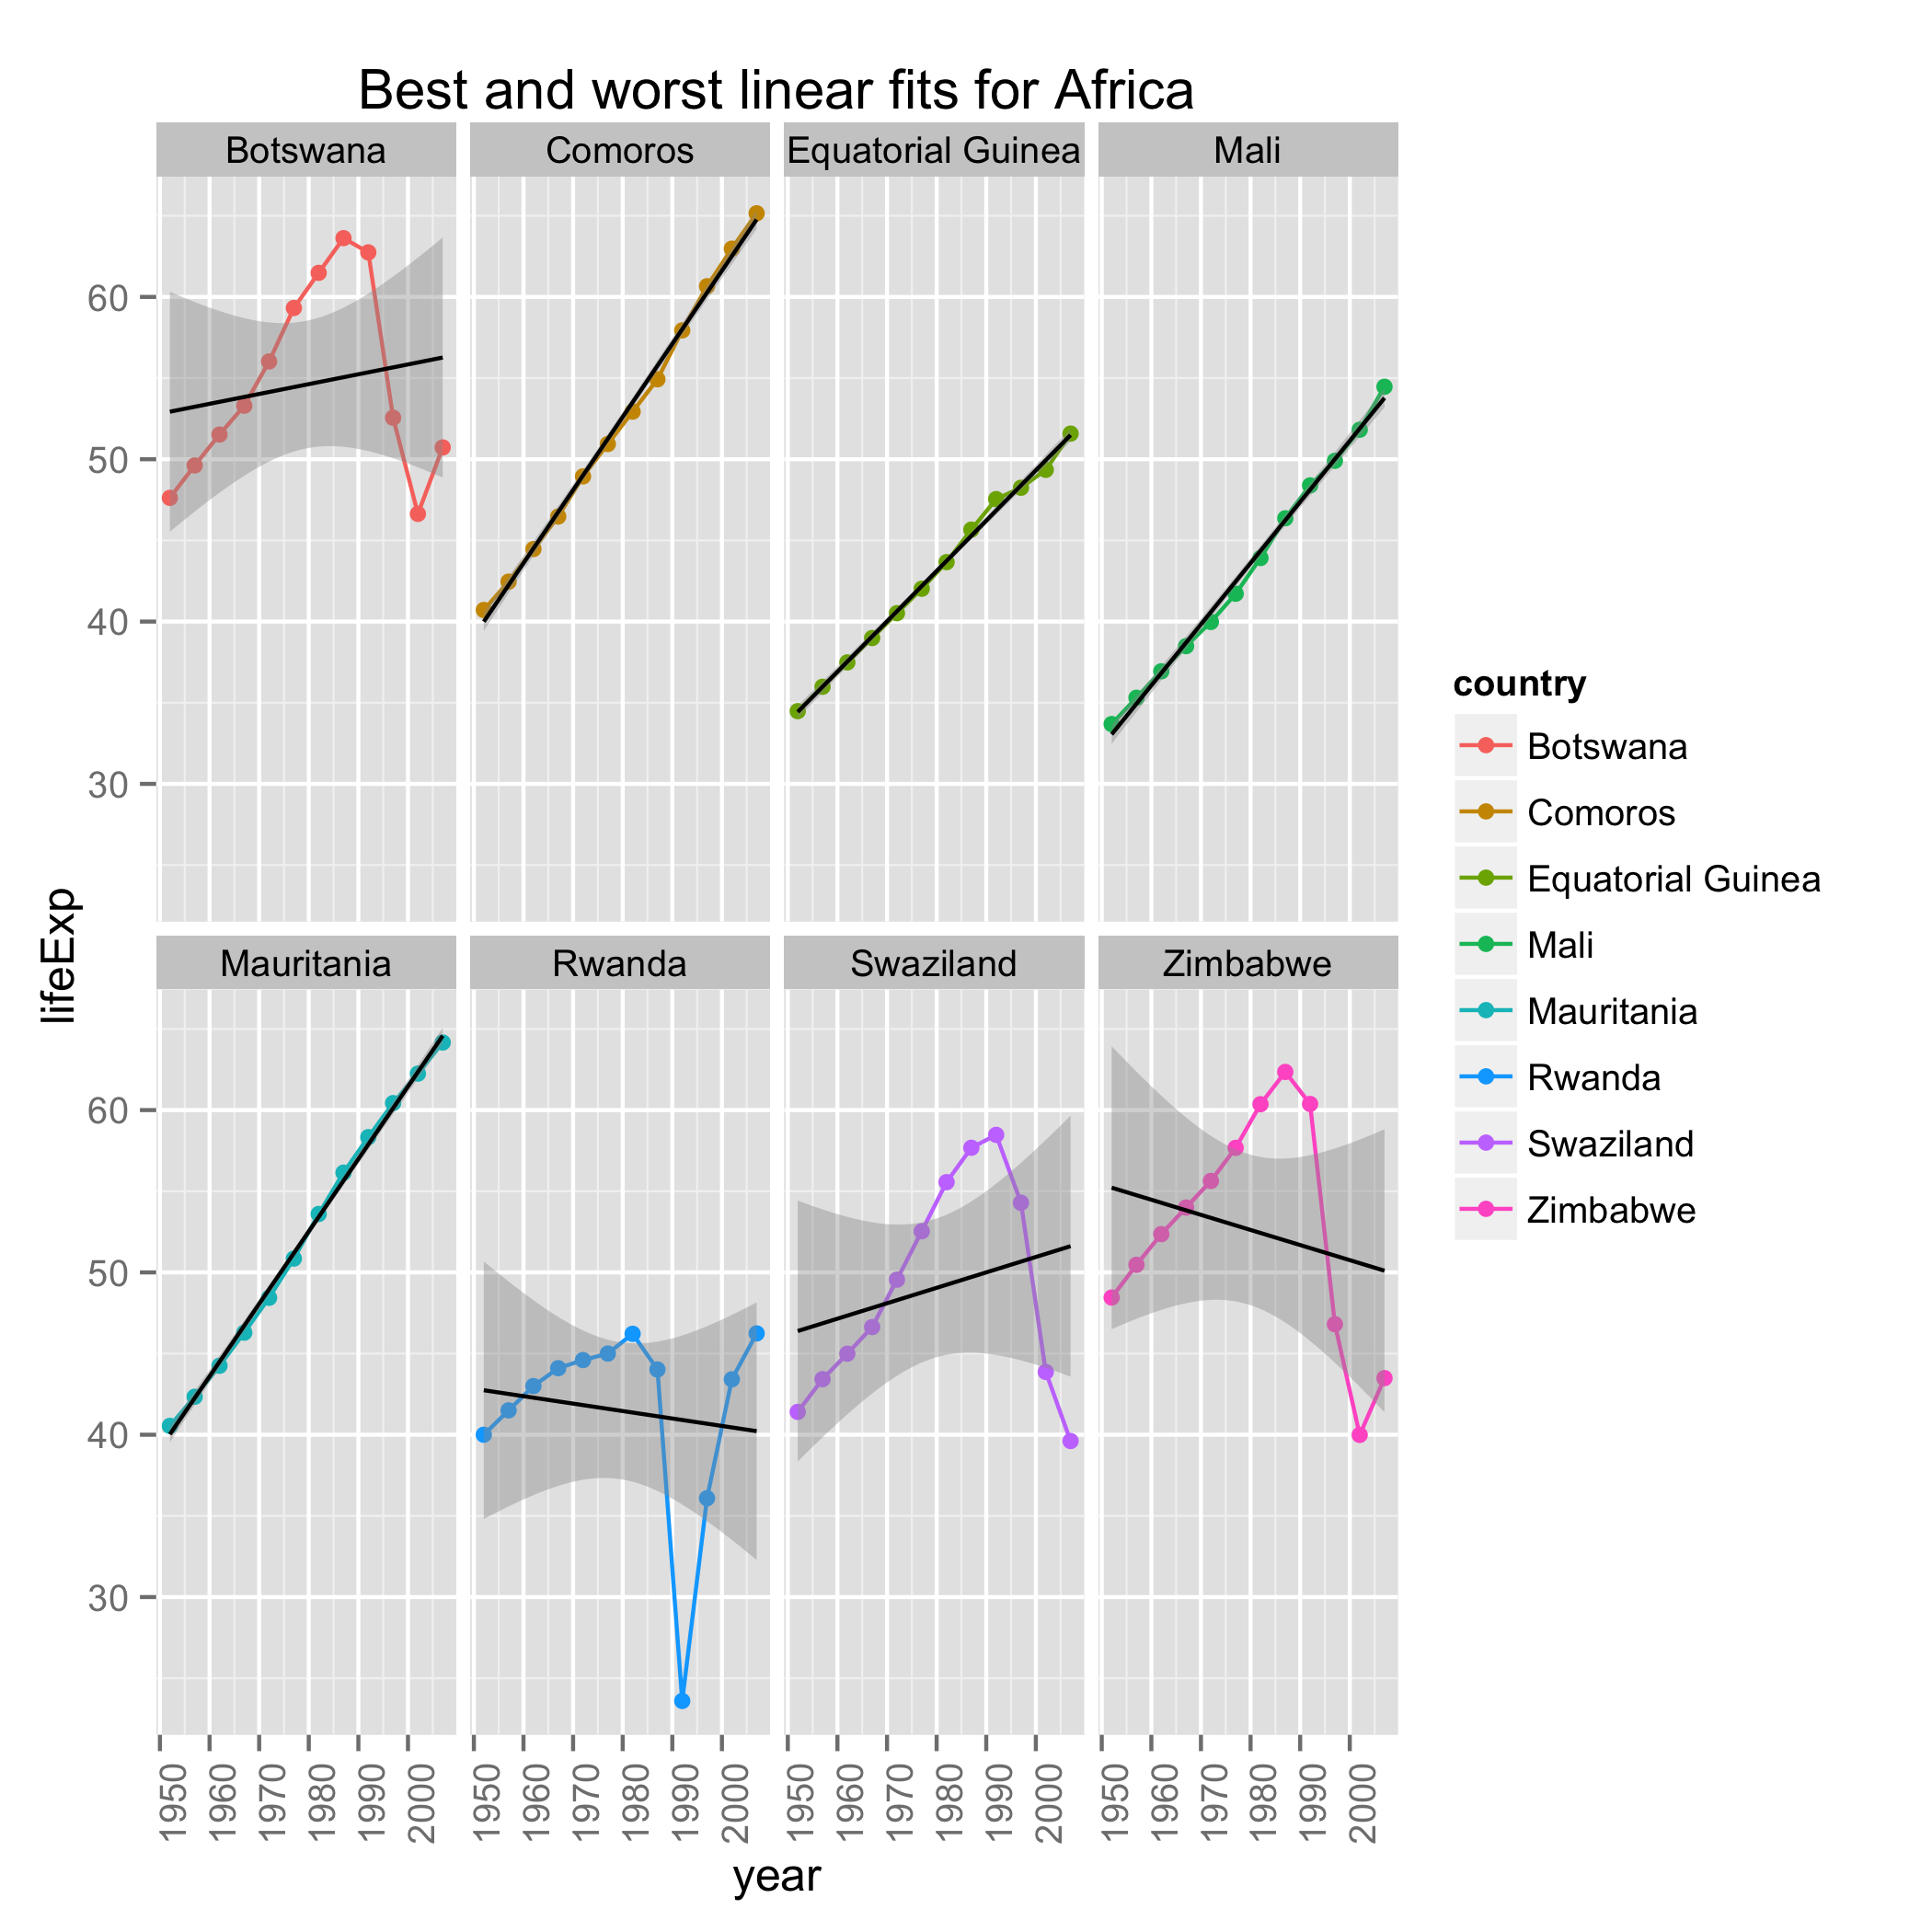 Best and worst linear fits for Africa
Botswana Comoros Equatorial Guinea Mali
60
50
40
30
lifeExp
Mauritania Rwanda Swaziland Zimbabwe
60
50
40
30
1950 1960 1970 1980 1990 2000 1950 1960 1970 1980 1990 2000 1950 1960 1970 1980 1990 2000 1950 1960 1970 1980 1990 2000
year
country
Botswana
Comoros
Equatorial Guinea
Mali
Mauritania
Rwanda
Swaziland
Zimbabwe